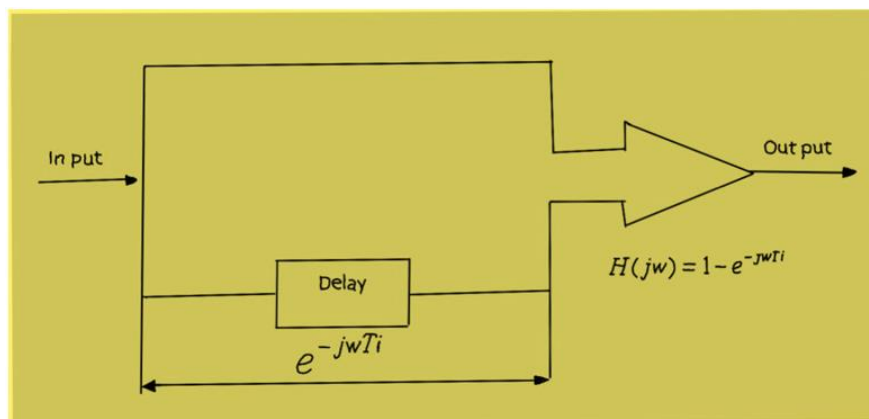 In put
Out put
H(jw) = 1 - e^{-jwTi}
Delay
e^{-jwTi}